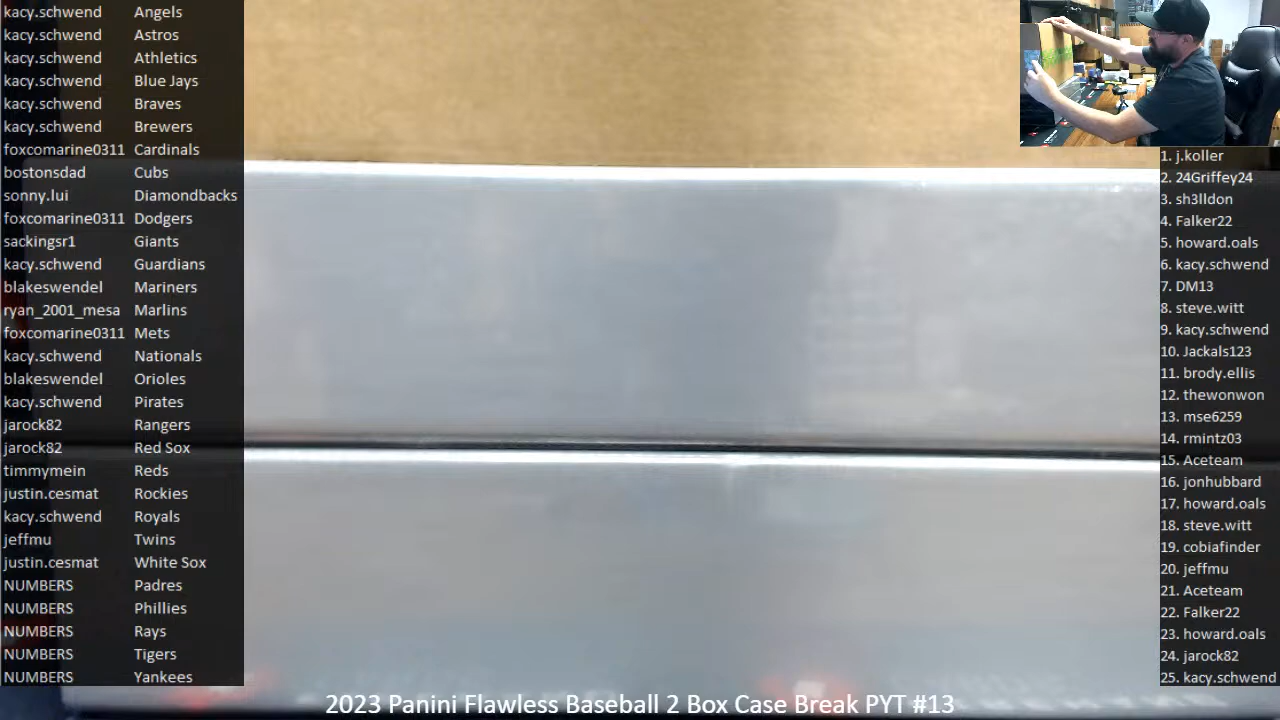 kacy.schwend Angels
kacy.schwend Astros
kacy.schwend Athletics
kacy.schwend Blue Jays
kacy.schwend Braves
kacy.schwend Brewers
foxcomarine0311 Cardinals
bostonsdad Cubs
sonny.lui Diamondbacks
foxcomarine0311 Dodgers
sackingsr1 Giants
kacy.schwend Guardians
blakeswendel Mariners
ryan_2001_mesa Marlins
foxcomarine0311 Mets
kacy.schwend Nationals
blakeswendel Orioles
kacy.schwend Pirates
jarock82 Rangers
jarock82 Red Sox
timmymein Reds
justin.cesmat Rockies
kacy.schwend Royals
jeffmu Twins
justin.cesmat White Sox
NUMBERS Padres
NUMBERS Phillies
NUMBERS Rays
NUMBERS Tigers
NUMBERS Yankees
1. j.koller
2. 24Griffey24
3. sh3lldon
4. Falker22
5. howard.oals
6. kacy.schwend
7. DM13
8. steve.witt
9. kacy.schwend
10. Jackals123
11. brody.ellis
12. thewonwon
13. mse6259
14. rmintz03
15. Aceteam
16. jonhubbard
17. howard.oals
18. steve.witt
19. cobiafinder
20. jeffmu
21. Aceteam
22. Falker22
23. howard.oals
24. jarock82
25. kacy.schwend
2023 Panini Flawless Baseball 2 Box Case Break PYT #13